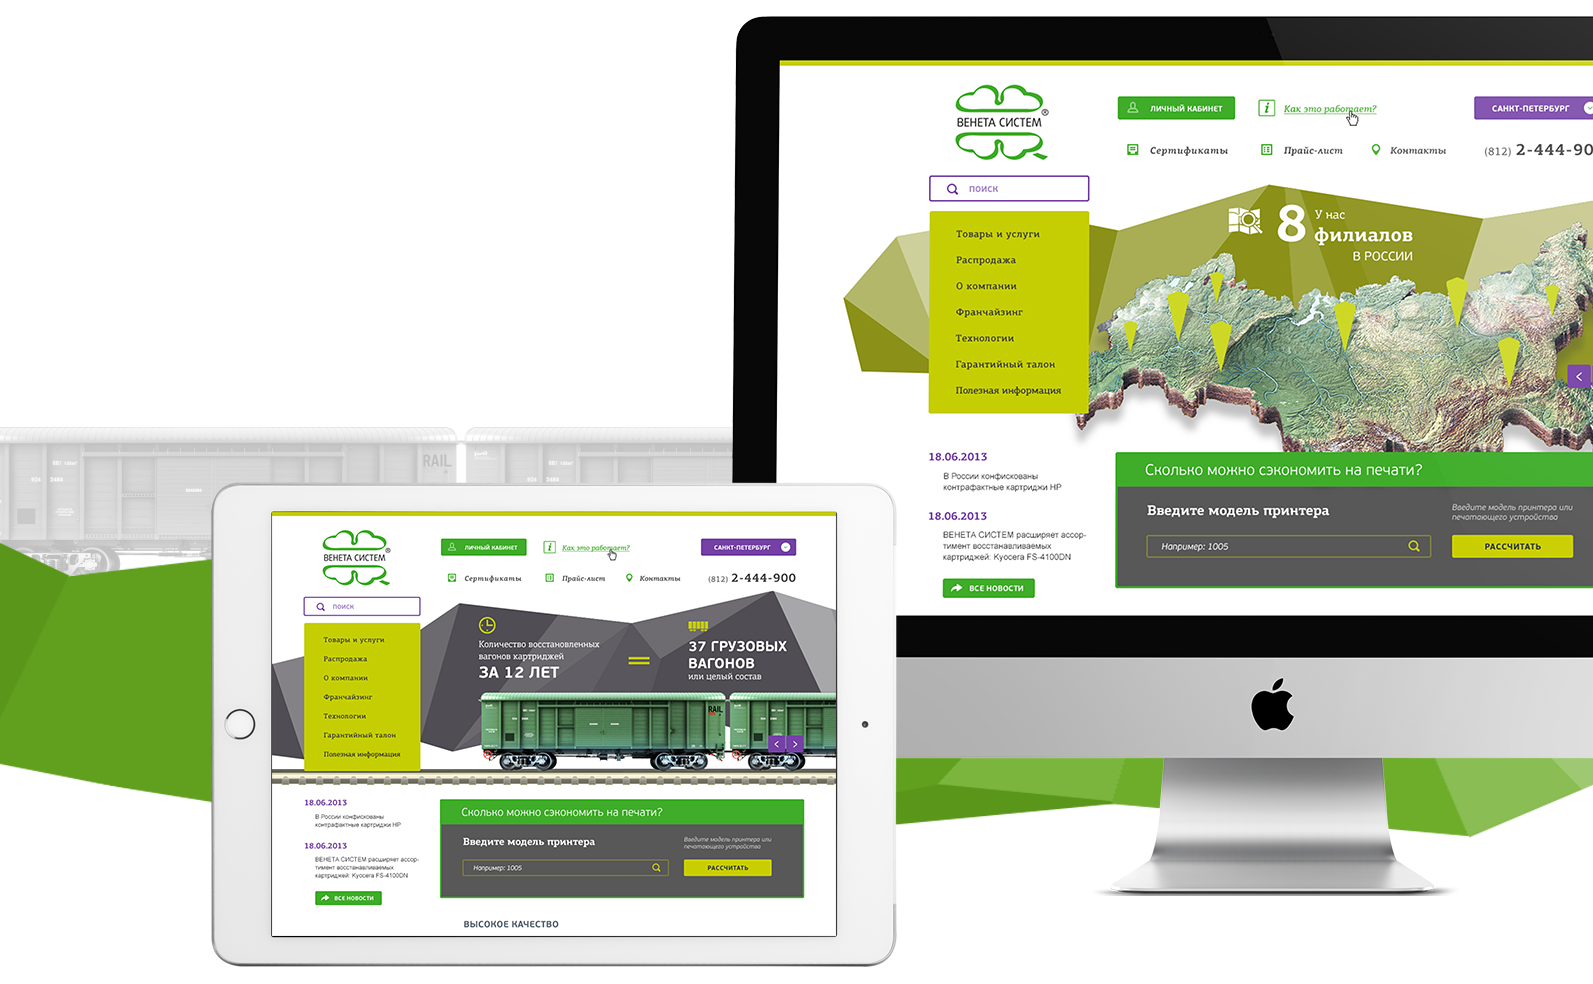 ВЕНЕТА СИСТЕМ®
ЛИЧНЫЙ КАБИНЕТ
Как это работает?
САНКТ-ПЕТЕРБУРГ
Сертификаты
Прайс-лист
Контакты
(812) 2-444-90
поиск
Товары и услуги
Распродажа
О компании
Франчайзинг
Технологии
Гарантийный талон
Полезная информация
8 У нас
филиалов
В РОССИИ
18.06.2013
В России конфискованы
контрафактные картриджи HP
18.06.2013
ВЕНЕТА СИСТЕМ расширяет ассор-
тимент восстанавливаемых
картриджей: Kyocera FS-4100DN
ВСЕ НОВОСТИ
Сколько можно сэкономить на печати?
Введите модель принтера
Введите модель принтера или
печатающего устройства
Например: 1005
РАССЧИТАТЬ
RAIL
ВЕНЕТА СИСТЕМ®
ЛИЧНЫЙ КАБИНЕТ
Как это работает?
САНКТ-ПЕТЕРБУРГ
Сертификаты
Прайс-лист
Контакты
(812) 2-444-900
поиск
Товары и услуги
Распродажа
О компании
Франчайзинг
Технологии
Гарантийный талон
Полезная информация
Количество восстановленных
вагонов картриджей
ЗА 12 ЛЕТ
37 ГРУЗОВЫХ
ВАГОНОВ
или целый состав
RAIL
18.06.2013
В России конфискованы
контрафактные картриджи HP
18.06.2013
ВЕНЕТА СИСТЕМ расширяет ассор-
тимент восстанавливаемых
картриджей: Kyocera FS-4100DN
ВСЕ НОВОСТИ
Сколько можно сэкономить на печати?
Введите модель принтера
Введите модель принтера или
печатающего устройства
Например: 1005
РАССЧИТАТЬ
ВЫСОКОЕ КАЧЕСТВО